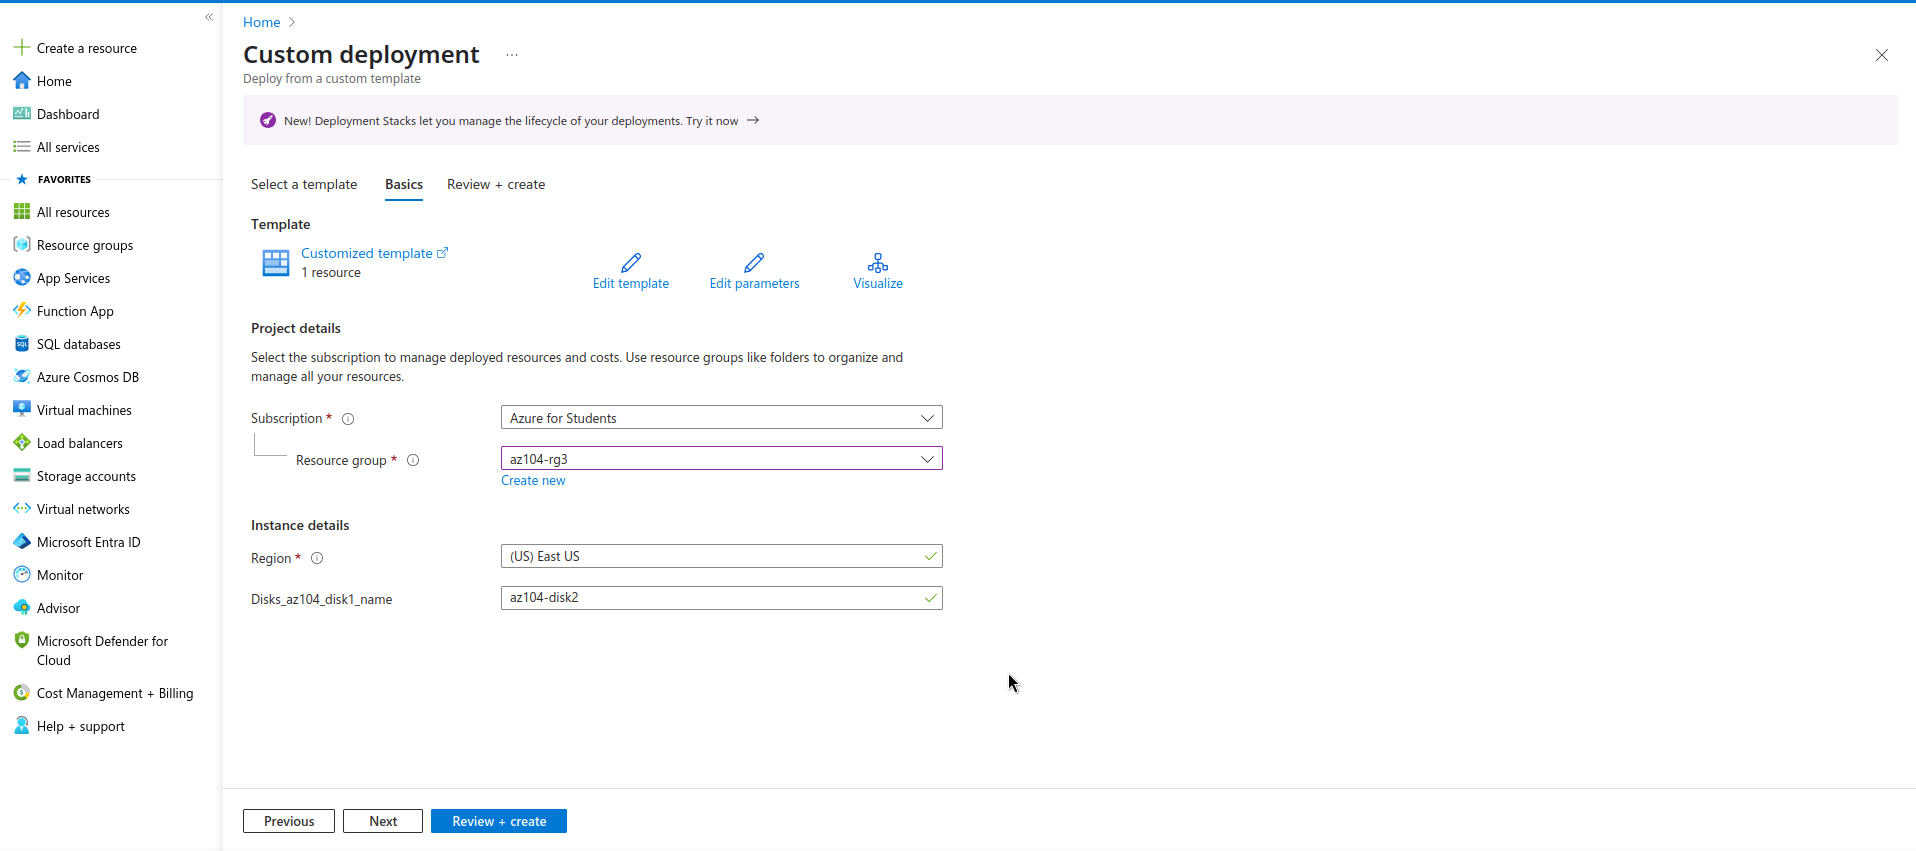 Create a resource
Home
Dashboard
All services
FAVORITES
All resources
Resource groups
App Services
Function App
SQL databases
Azure Cosmos DB
Virtual machines
Load balancers
Storage accounts
Virtual networks
Microsoft Entra ID
Monitor
Advisor
Microsoft Defender for
Cloud
Cost Management + Billing
Help + support
Home
Custom deployment
Deploy from a custom template
New! Deployment Stacks let you manage the lifecycle of your deployments. Try it now →
Select a template Basics Review + create
Template
Customized template
1 resource
Edit template Edit parameters Visualize
Project details
Select the subscription to manage deployed resources and costs. Use resource groups like folders to organize and
manage all your resources.
Subscription * Azure for Students
Resource group * az104-rg3
Create new
Instance details
Region * (US) East US
Disks_az104_disk1_name az104-disk2
Previous Next Review + create